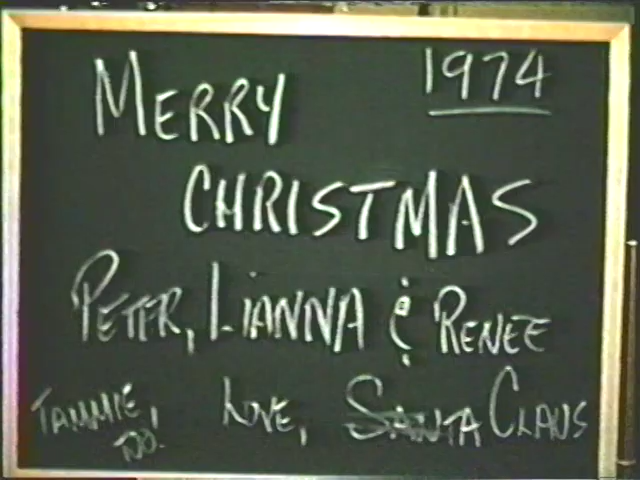 MERRY 1974
CHRISTMAS
PETER, LIANNA & RENEE
TAMMIE, LOVE, SANTA CLAUS
TOO.